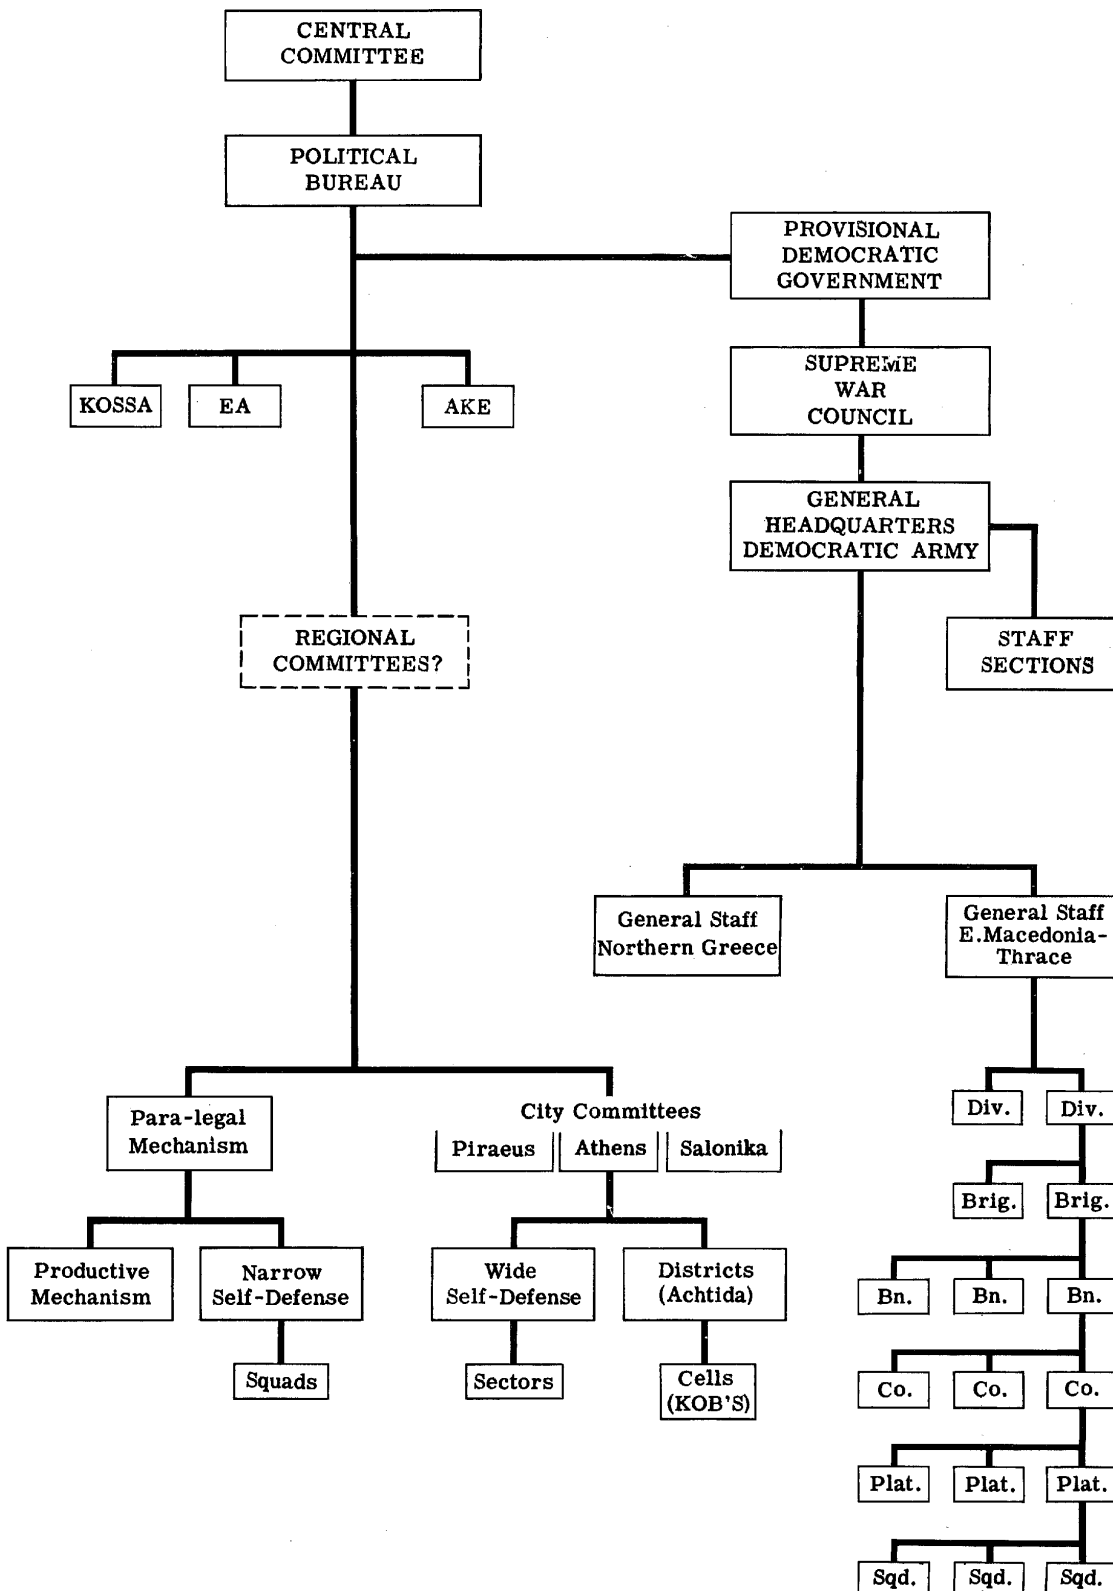 CENTRAL
COMMITTEE
POLITICAL
BUREAU
PROVISIONAL
DEMOCRATIC
GOVERNMENT
KOSSA
EA
AKE
SUPREME
WAR
COUNCIL
GENERAL
HEADQUARTERS
DEMOCRATIC ARMY
REGIONAL
COMMITTEES?
STAFF
SECTIONS
General Staff
Northern Greece
General Staff
E.Macedonia-
Thrace
Para-legal
Mechanism
City Committees
Piraeus Athens Salonika
Div. Div.
Brig. Brig.
Productive
Mechanism
Narrow
Self-Defense
Wide
Self-Defense
Districts
(Achtida)
Bn. Bn. Bn.
Squads
Sectors
Cells
(KOB'S)
Co. Co. Co.
Plat. Plat. Plat.
Sqd. Sqd. Sqd.